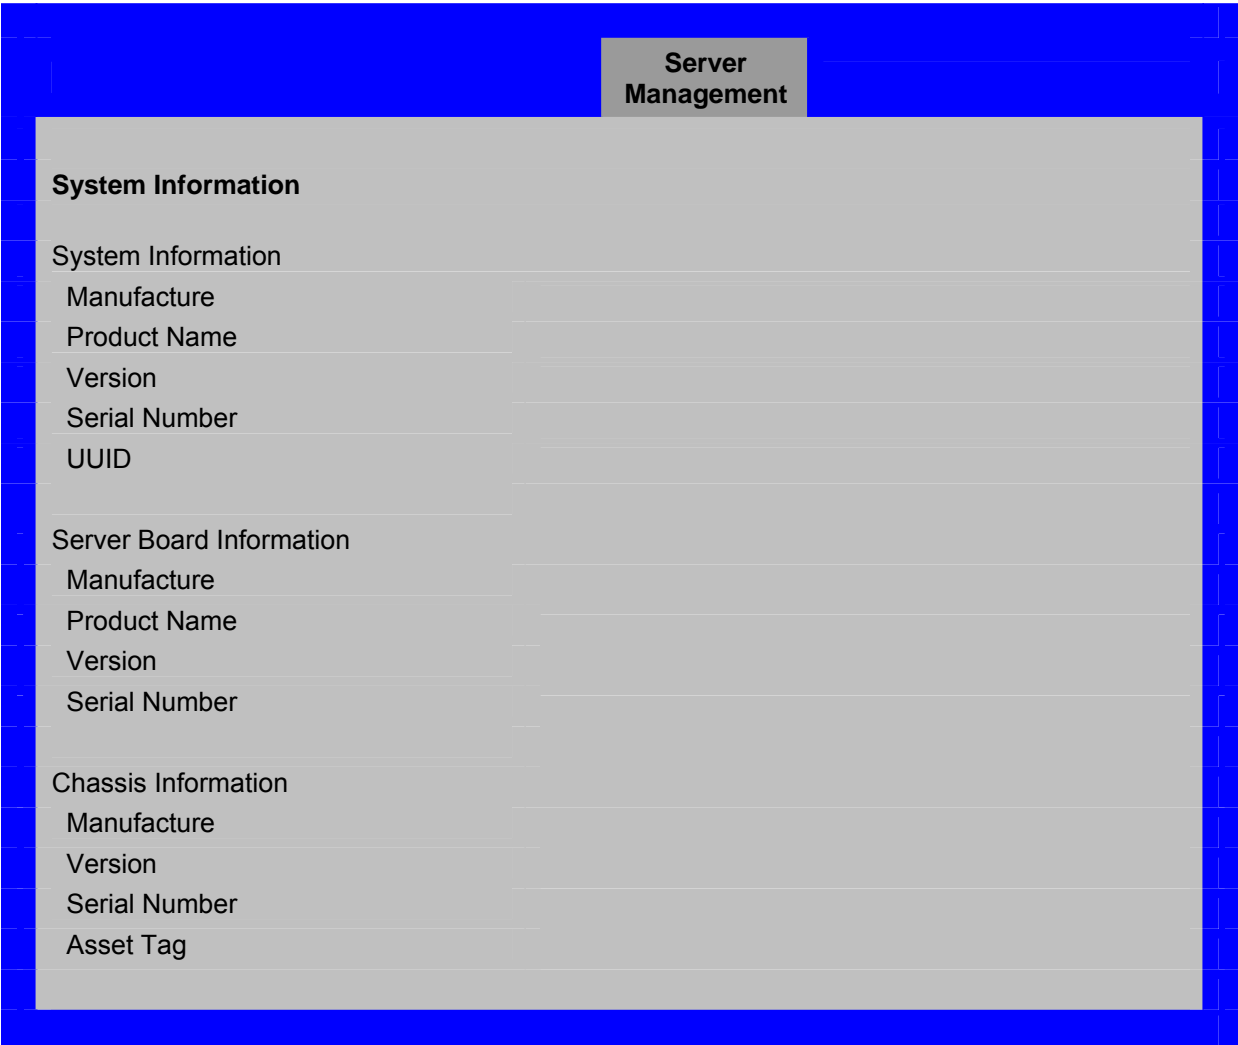 Server
Management
System Information
System Information
Manufacture
Product Name
Version
Serial Number
UUID
Server Board Information
Manufacture
Product Name
Version
Serial Number
Chassis Information
Manufacture
Version
Serial Number
Asset Tag